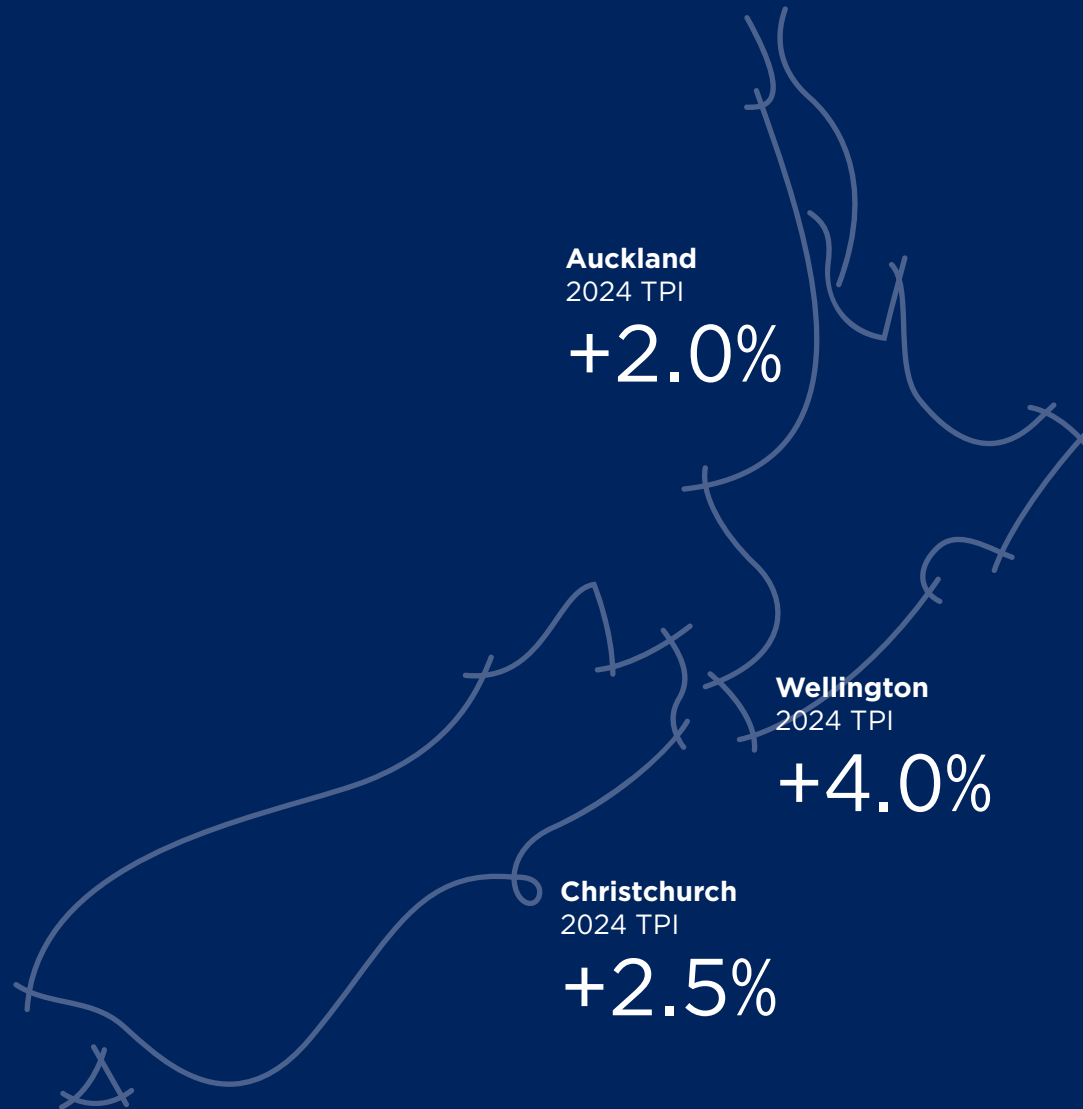 Auckland
2024 TPI
+2.0%
Wellington
2024 TPI
+4.0%
Christchurch
2024 TPI
+2.5%